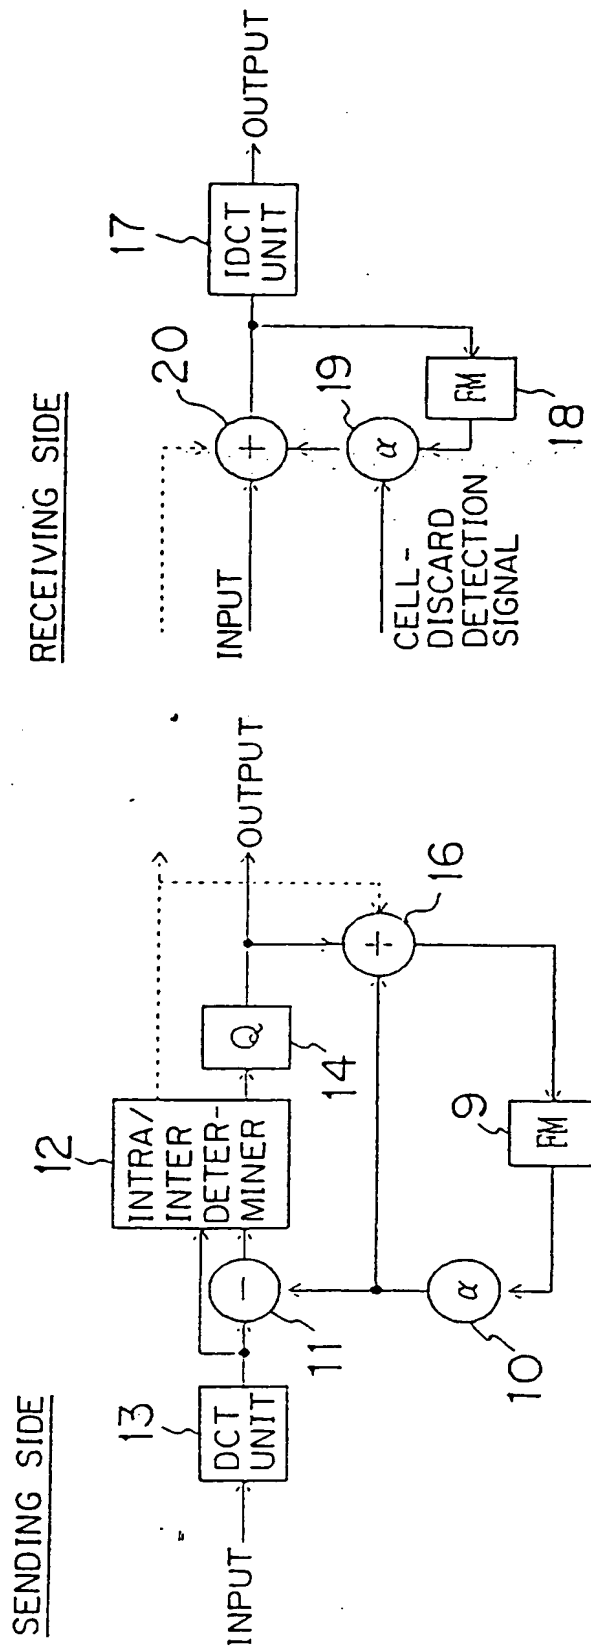 SENDING SIDE
INPUT
13
DCT
UNIT
11
12
INTRA/
INTER
DETER-
MINER
Q
14
OUTPUT
+
16
9
FM
α
10
RECEIVING SIDE
INPUT
20
+
17
IDCT
UNIT
OUTPUT
19
α
FM
18
CELL-
DISCARD
DETECTION
SIGNAL